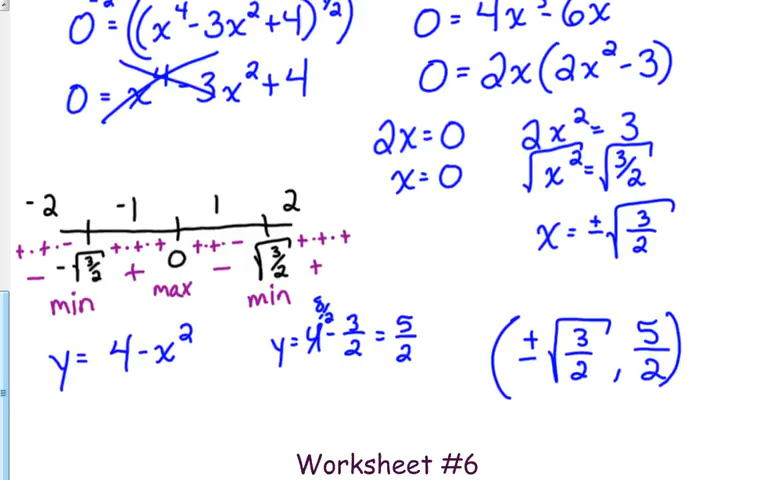 0 = ((x⁴ - 3x² + 4)^½)
0 = x⁴ - 3x² + 4
0 = 4x³ - 6x
0 = 2x(2x² - 3)
2x = 0
x = 0
2x² = 3
√x² = √3/2
x = ±√3/2
-2 -1 1 2
+ · + · - + · + · + + · + · - + · + · +
-√3/2 0 √3/2
- + - +
min max min
y = 4 - x²
8/2
y = 4 - 3/2 = 5/2
(±√3/2, 5/2)
Worksheet #6